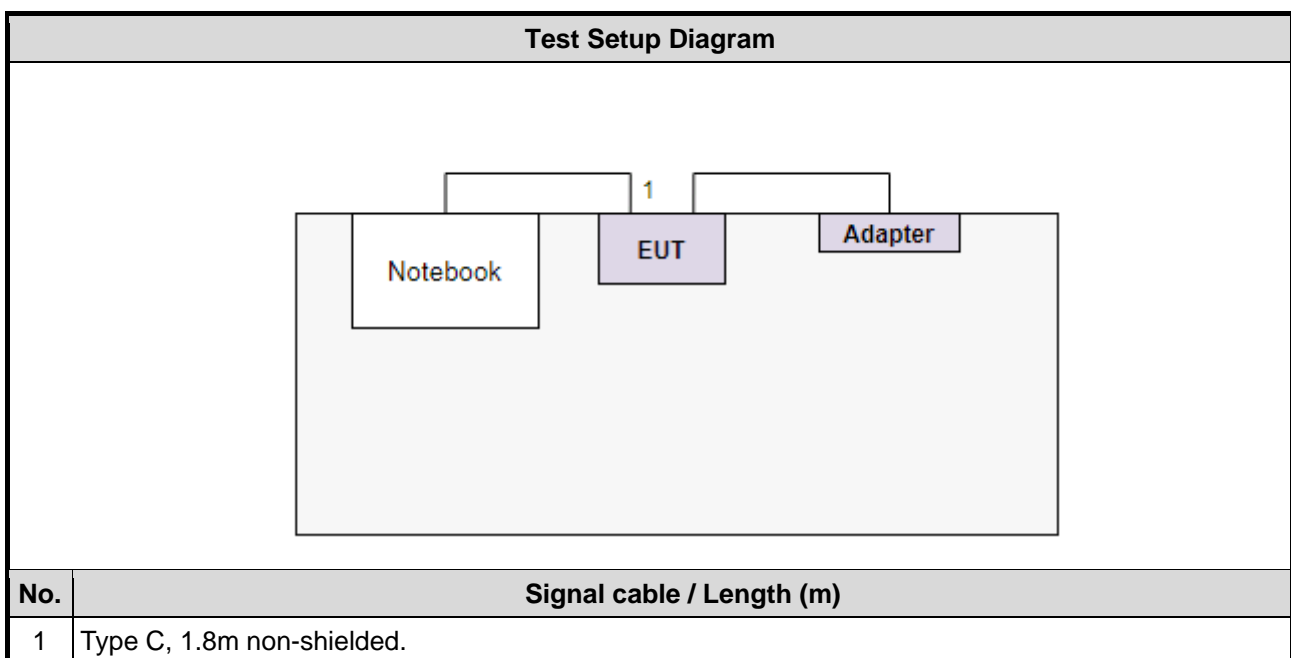 Test Setup Diagram
1
Notebook
EUT
Adapter
No.
Signal cable / Length (m)
1
Type C, 1.8m non-shielded.